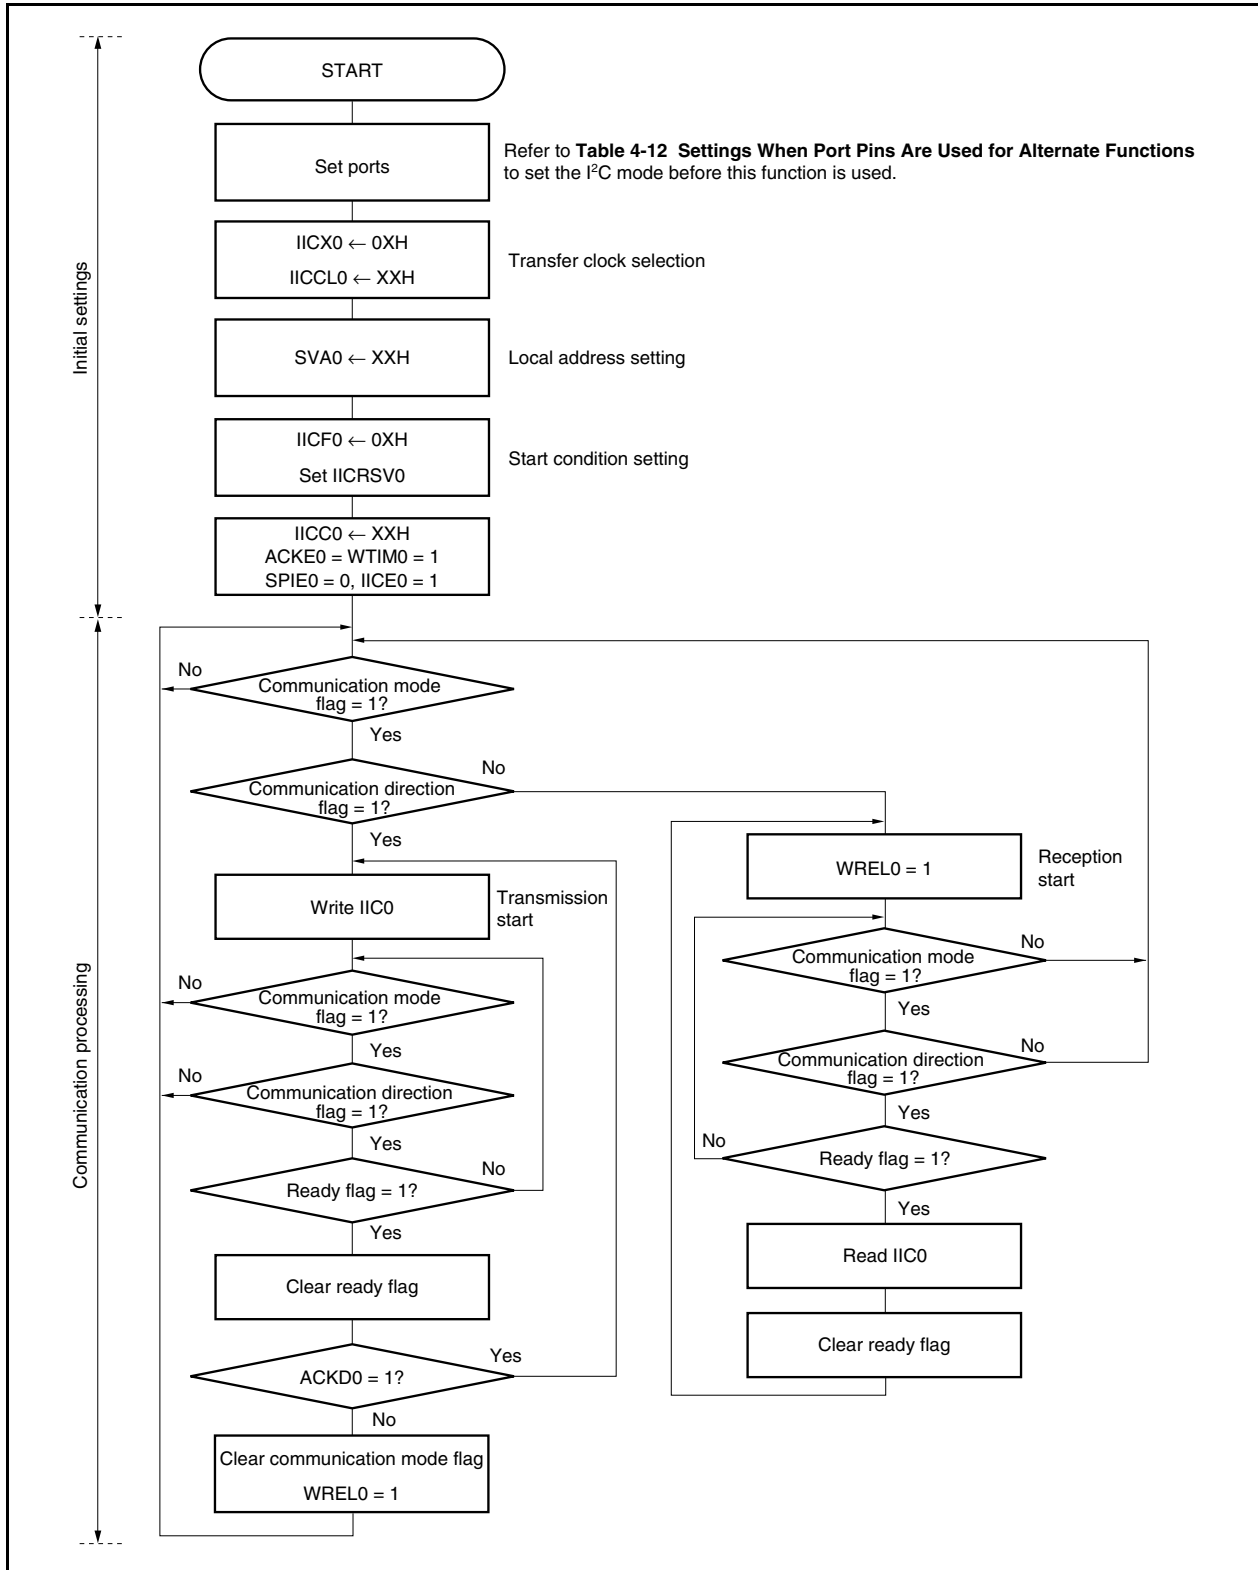 START
Set ports
Refer to Table 4-12 Settings When Port Pins Are Used for Alternate Functions
to set the I²C mode before this function is used.
IICX0 ← 0XH
IICCL0 ← XXH
Transfer clock selection
SVA0 ← XXH
Local address setting
IICF0 ← 0XH
Set IICRSV0
Start condition setting
IICC0 ← XXH
ACKE0 = WTIM0 = 1
SPIE0 = 0, IICE0 = 1
Initial settings
No
Communication mode
flag = 1?
Yes
No
Communication direction
flag = 1?
Yes
Write IIC0
Transmission
start
No
Communication mode
flag = 1?
Yes
No
Communication direction
flag = 1?
Yes
No
Ready flag = 1?
Yes
Clear ready flag
Yes
ACKD0 = 1?
No
Clear communication mode flag
WREL0 = 1
WREL0 = 1
Reception
start
No
Communication mode
flag = 1?
Yes
No
Communication direction
flag = 1?
Yes
No
Ready flag = 1?
Yes
Read IIC0
Clear ready flag
Communication processing